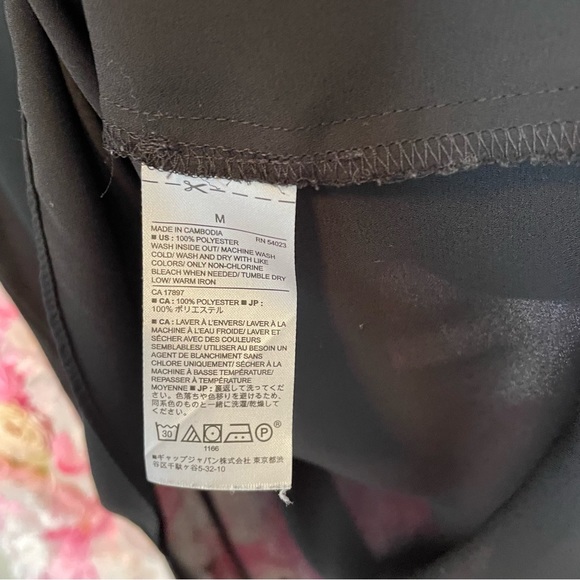 M
MADE IN CAMBODIA RN 54023
■ US : 100% POLYESTER
WASH INSIDE OUT/ MACHINE WASH
COLD/ WASH AND DRY WITH LIKE
COLORS/ ONLY NON-CHLORINE
BLEACH WHEN NEEDED/ TUMBLE DRY
LOW/ WARM IRON
CA 17897
■ CA : 100% POLYESTER ■ JP :
100% ポリエステル
■ CA : LAVER À L'ENVERS/ LAVER À LA
MACHINE À L'EAU FROIDE/ LAVER ET
SÉCHER AVEC DES COULEURS
SEMBLABLES/ UTILISER AU BESOIN UN
AGENT DE BLANCHIMENT SANS
CHLORE UNIQUEMENT/ SÉCHER À LA
MACHINE À BASSE TEMPÉRATURE/
REPASSER À TEMPÉRATURE
MOYENNE ■ JP : 裏返して洗ってくだ
さい。色落ちや色移りを避けるため、
同系色のものと一緒に洗濯/乾燥して
ください。
30 P ®
1166
■ギャップジャパン株式会社 東京都渋
谷区千駄ヶ谷5-32-10